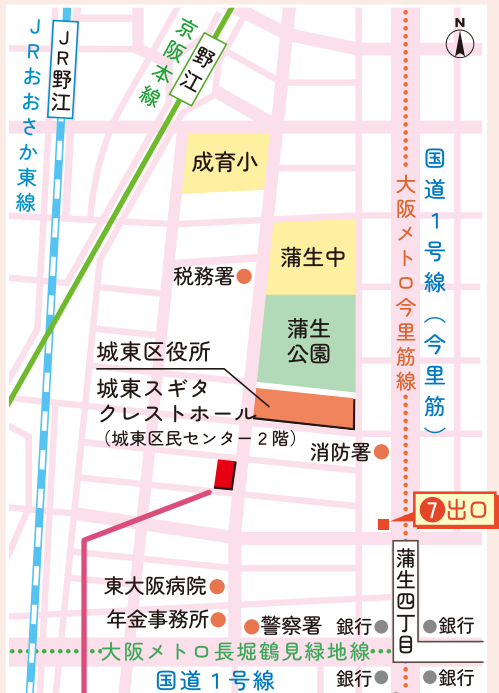 N
JRおおさか東線
JR野江
京阪本線
野江
成育小
国道1号線（今里筋）
大阪メトロ今里筋線
蒲生中
税務署
蒲生
公園
城東区役所
城東スギタ
クレストホール
（城東区民センター2階）
消防署
7出口
蒲生四丁目
東大阪病院
年金事務所
警察署
銀行
銀行
大阪メトロ長堀鶴見緑地線
国道1号線
銀行
銀行